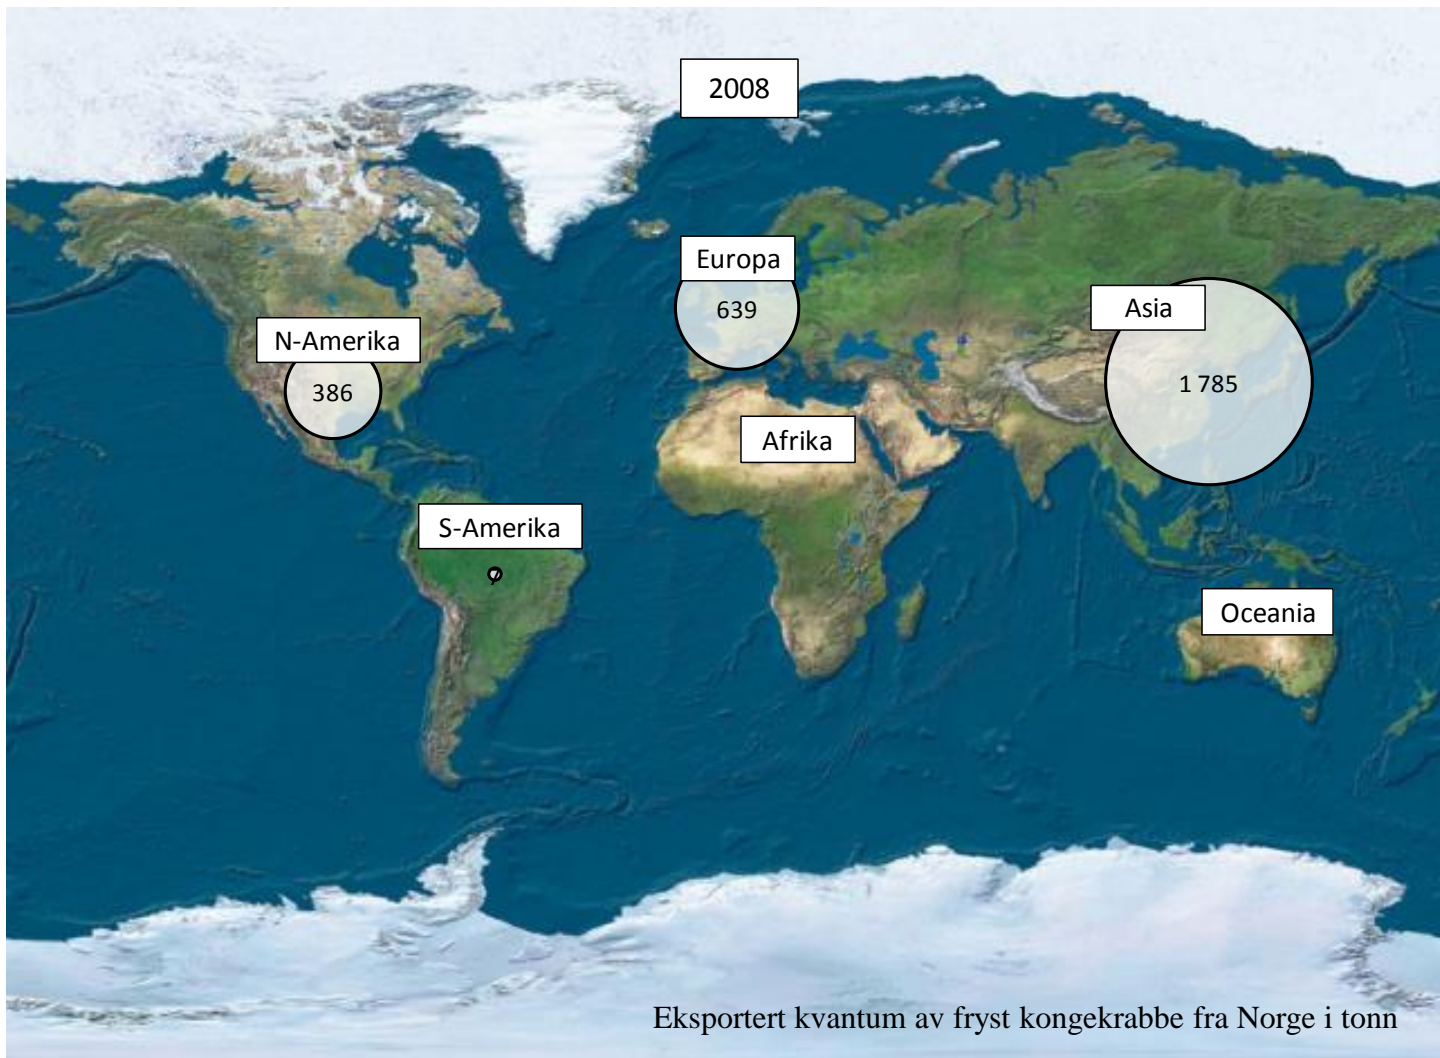 2008
Europa
639
Asia
1 785
N-Amerika
386
Afrika
S-Amerika
Oceania
Eksportert kvantum av fryst kongekrabbe fra Norge i tonn